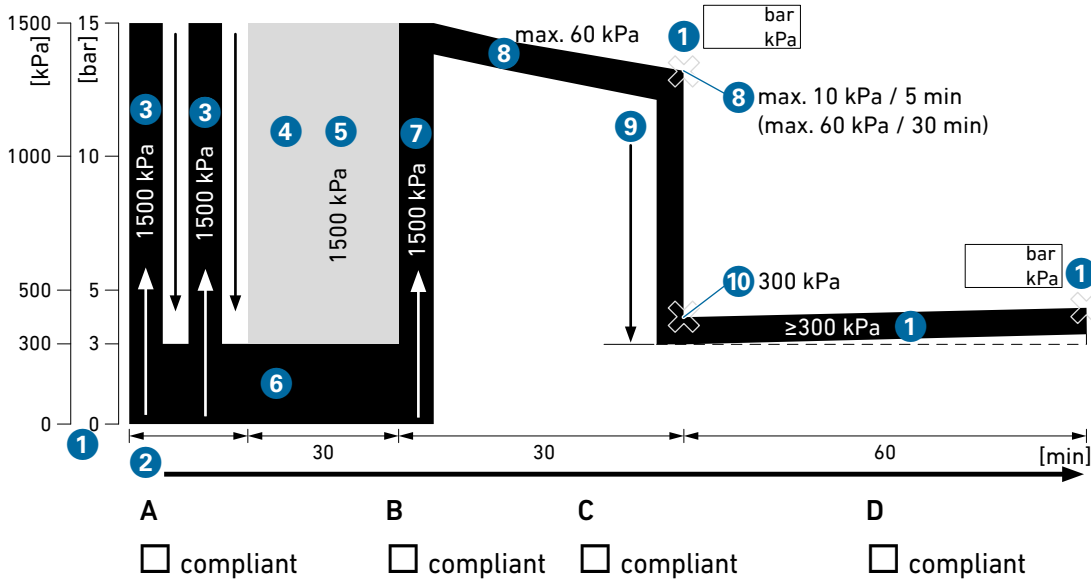 1500
15
[kPa]
[bar]
1000
10
500
5
300
3
0
0
3
1500 kPa
3
1500 kPa
4
5
1500 kPa
6
7
1500 kPa
max. 60 kPa
8
1
bar
kPa
8 max. 10 kPa / 5 min
(max. 60 kPa / 30 min)
9
10 300 kPa
bar
kPa
1
≥300 kPa 1
1
2
30
30
60
[min]
A B C D
compliant compliant compliant compliant